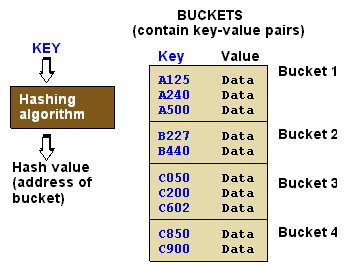 BUCKETS
(contain key-value pairs)
KEY
Hashing
algorithm
Hash value
(address of
bucket)
Key Value
A125 Data
A240 Data
A500 Data
Bucket 1
B227 Data
B440 Data
Bucket 2
C050 Data
C200 Data
C602 Data
Bucket 3
C850 Data
C900 Data
Bucket 4